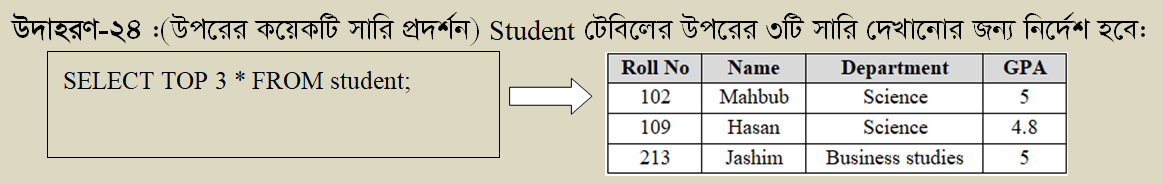 উদাহরণ-২৪ :(উপরের কয়েকটি সারি প্রদর্শন) Student টেবিলের উপরের ৩টি সারি দেখানোর জন্য নির্দেশ হবে:
SELECT TOP 3 * FROM student;
Roll No Name Department GPA
102 Mahbub Science 5
109 Hasan Science 4.8
213 Jashim Business studies 5